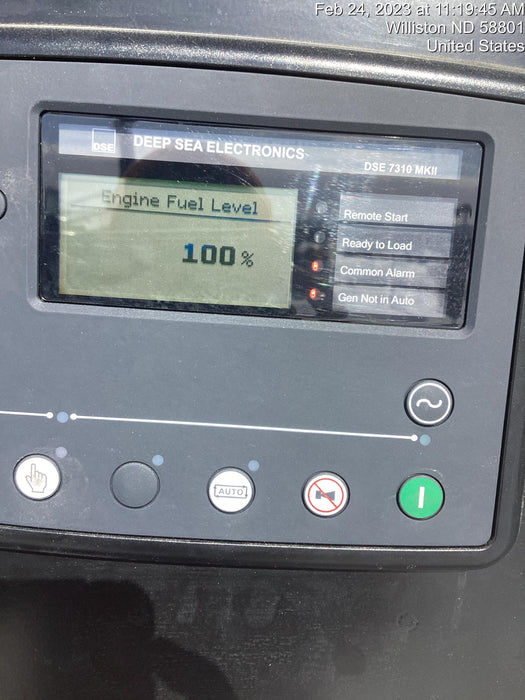 Feb 24, 2023 at 11:19:45 AM
Williston ND 58801
United States
DSE
DEEP SEA ELECTRONICS
DSE 7310 MKII
Engine Fuel Level
100%
Remote Start
Ready to Load
Common Alarm
Gen Not in Auto
AUTO